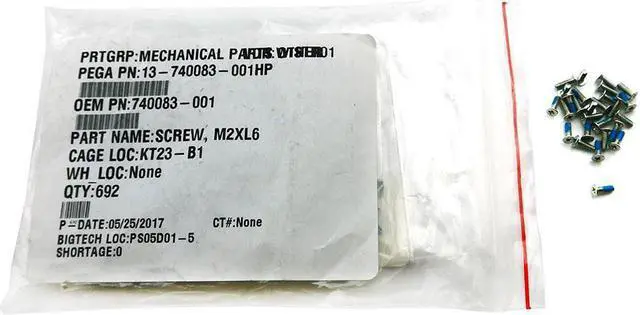 PRTGRP:MECHANICAL PARTS
PEGA PN:13-740083-001HP
OEM PN:740083-001
PART NAME:SCREW, M2XL6
CAGE LOC:KT23-B1
WH_LOC:None
QTY:692
P-DATE:05/25/2017 CT#:None
BIGTECH LOC:PS05D01-5
SHORTAGE:0